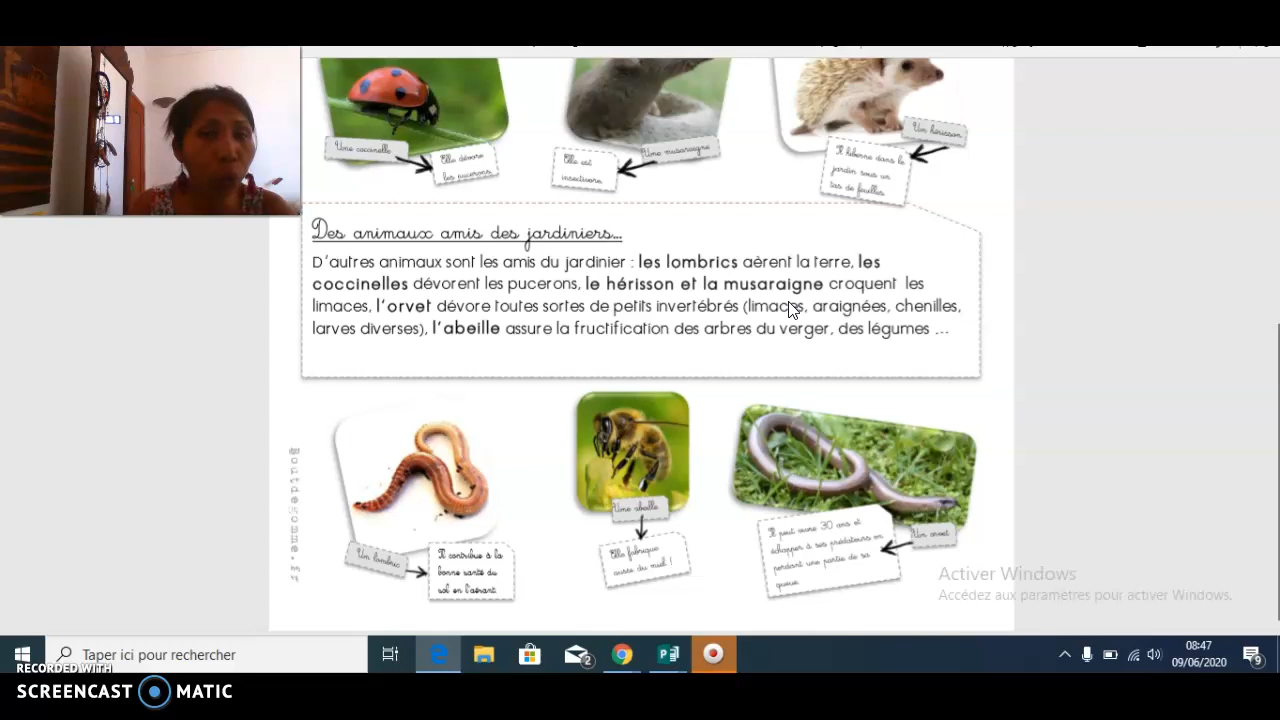 Une coccinelle
Elle dévore
les pucerons.
Une musaraigne
Elle est
insectivore.
Un hérisson
Il hiberne dans le
jardin sous un
tas de feuilles.
Des animaux amis des jardiniers...
D'autres animaux sont les amis du jardinier : les lombrics aèrent la terre, les
coccinelles dévorent les pucerons, le hérisson et la musaraigne croquent les
limaces, l'orvet dévore toutes sortes de petits invertébrés (limaces, araignées, chenilles,
larves diverses), l'abeille assure la fructification des arbres du verger, des légumes ...
Boutdegomme.fr
Un lombric
Il contribue à la
bonne santé du
sol en l'aérant.
Une abeille
Elle fabrique
aussi du miel !
Un orvet
Il peut vivre 30 ans et
échapper à ses prédateurs en
perdant une partie de sa
queue.
Activer Windows
Accédez aux paramètres pour activer Windows.
Taper ici pour rechercher
2
08:47
09/06/2020
9
RECORDED WITH
SCREENCAST MATIC